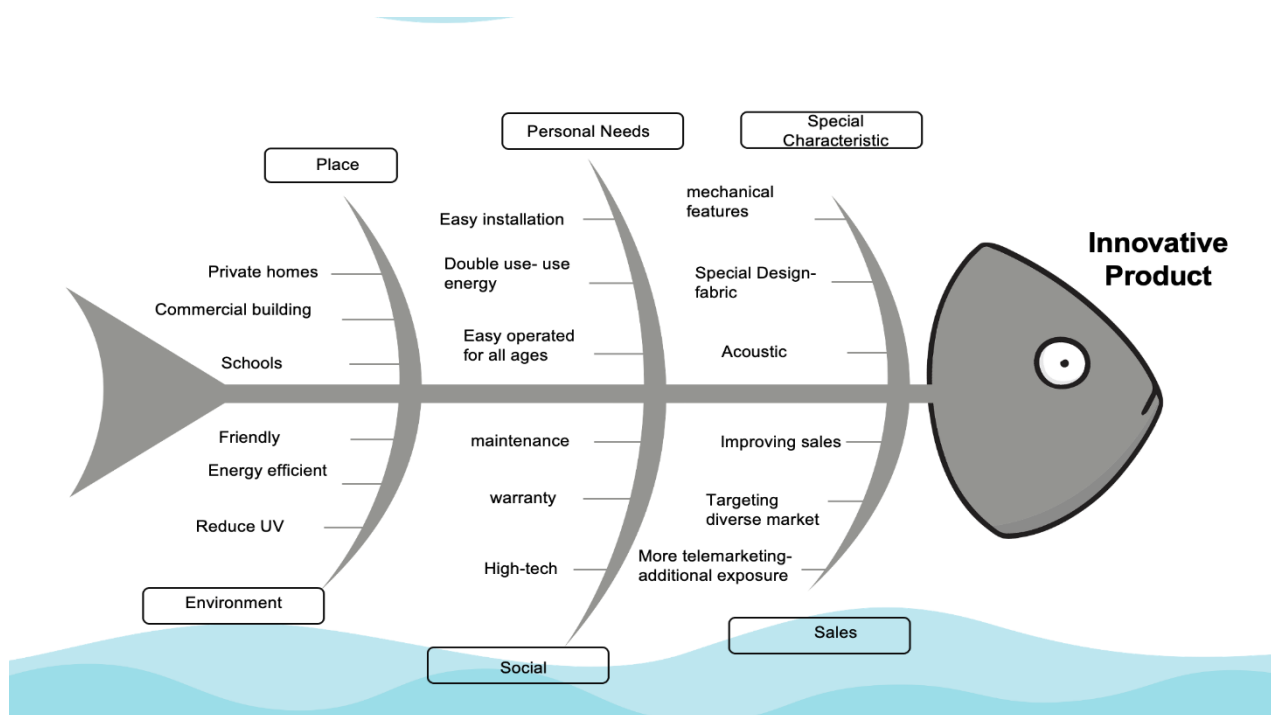 Personal Needs
Special
Characteristic
Place
mechanical
features
Easy installation
Innovative
Product
Double use- use
energy
Special Design-
fabric
Private homes
Commercial building
Easy operated
for all ages
Acoustic
Schools
Friendly
maintenance
Improving sales
Energy efficient
warranty
Targeting
diverse market
Reduce UV
High-tech
More telemarketing-
additional exposure
Environment
Sales
Social